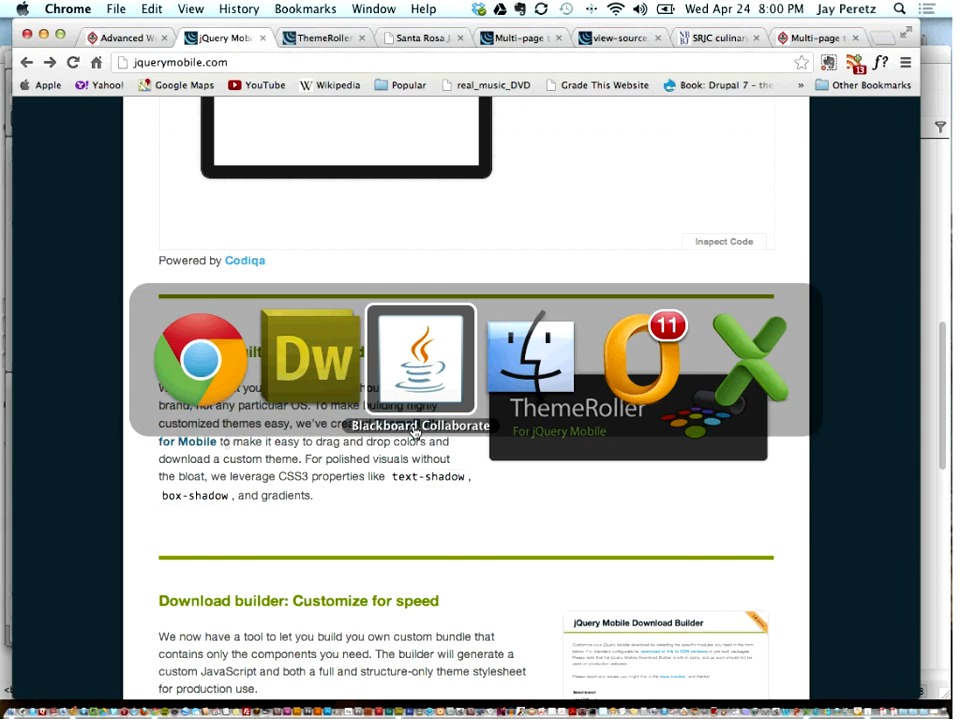 Chrome File Edit View History Bookmarks Window Help Wed Apr 24 8:00 PM Jay Peretz
Advanced W
jQuery Mob
ThemeRoller
Santa Rosa J
Multi-page t
view-source
SRJC culinar
Multi-page t
jquerymobile.com
13
f?
Apple Yahoo! Google Maps YouTube Wikipedia Popular real_music_DVD Grade This Website Book: Drupal 7 - the » Other Bookmarks
Inspect Code
Powered by Codiqa
Dw
11
Blackboard Collaborate
brand, not any particular OS. To make building highly
customized themes easy, we've
for Mobile to make it easy to drag and drop colors and
download a custom theme. For polished visuals without
the bloat, we leverage CSS3 properties like text-shadow,
box-shadow, and gradients.
ThemeRoller
For jQuery Mobile
Download builder: Customize for speed
We now have a tool to let you build you own custom bundle that
contains only the components you need. The builder will generate a
custom JavaScript and both a full and structure-only theme stylesheet
for production use.
jQuery Mobile Download Builder